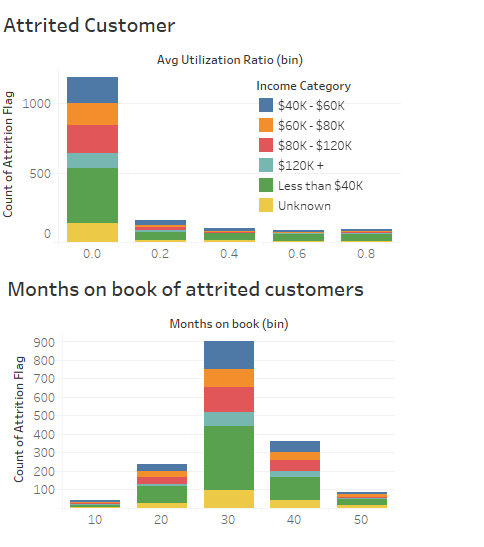 Attrited Customer
Avg Utilization Ratio (bin)
Income Category
$40K - $60K
$60K - $80K
$80K - $120K
$120K +
Less than $40K
Unknown
Count of Attrition Flag
1000
500
0
0.0 0.2 0.4 0.6 0.8
Months on book of attrited customers
Months on book (bin)
Count of Attrition Flag
900
800
700
600
500
400
300
200
100
10 20 30 40 50